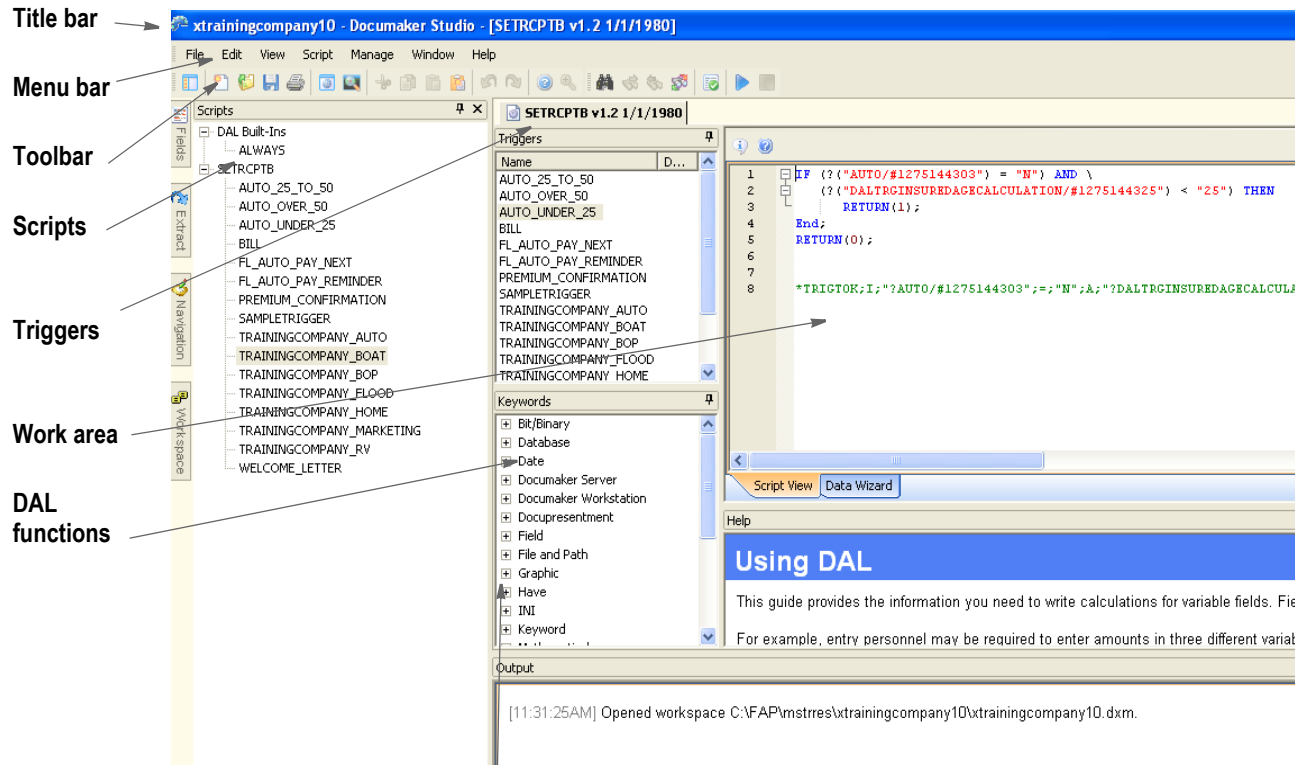 Title bar
Menu bar
Toolbar
Scripts
Triggers
Work area
DAL
functions
xtrainingcompany10 - Documaker Studio - [SETRCPTB v1.2 1/1/1980]
File Edit View Script Manage Window Help
Fields
Extract
Navigation
Workspace
Scripts
DAL Built-Ins
ALWAYS
SETRCPTB
AUTO_25_TO_50
AUTO_OVER_50
AUTO_UNDER_25
BILL
FL_AUTO_PAY_NEXT
FL_AUTO_PAY_REMINDER
PREMIUM_CONFIRMATION
SAMPLETRIGGER
TRAININGCOMPANY_AUTO
TRAININGCOMPANY_BOAT
TRAININGCOMPANY_BOP
TRAININGCOMPANY_FLOOD
TRAININGCOMPANY_HOME
TRAININGCOMPANY_MARKETING
TRAININGCOMPANY_RV
WELCOME_LETTER
SETRCPTB v1.2 1/1/1980
Triggers
Name D...
AUTO_25_TO_50
AUTO_OVER_50
AUTO_UNDER_25
BILL
FL_AUTO_PAY_NEXT
FL_AUTO_PAY_REMINDER
PREMIUM_CONFIRMATION
SAMPLETRIGGER
TRAININGCOMPANY_AUTO
TRAININGCOMPANY_BOAT
TRAININGCOMPANY_BOP
TRAININGCOMPANY_FLOOD
TRAININGCOMPANY_HOME
Keywords
Bit/Binary
Database
Date
Documaker Server
Documaker Workstation
Docupresentment
Field
File and Path
Graphic
Have
INI
Keyword
1 IF (?("AUTO/#1275144303") = "N") AND \
2 (?("DALTRGINSUREDAGECALCULATION/#1275144325") < "25") THEN
3 RETURN(1);
4 End;
5 RETURN(0);
6
7
8 *TRIGTOK;I;"?AUTO/#1275144303";=;"N";A;"?DALTRGINSUREDAGECALCULA
Script View Data Wizard
Help
Using DAL
This guide provides the information you need to write calculations for variable fields. Fie
For example, entry personnel may be required to enter amounts in three different variab
Output
[11:31:25AM] Opened workspace C:\FAP\mstrres\xtrainingcompany10\xtrainingcompany10.dxm.